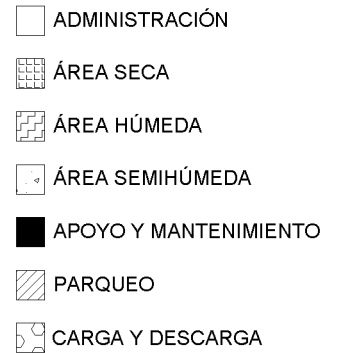 ADMINISTRACIÓN
ÁREA SECA
ÁREA HÚMEDA
ÁREA SEMIHÚMEDA
APOYO Y MANTENIMIENTO
PARQUEO
CARGA Y DESCARGA